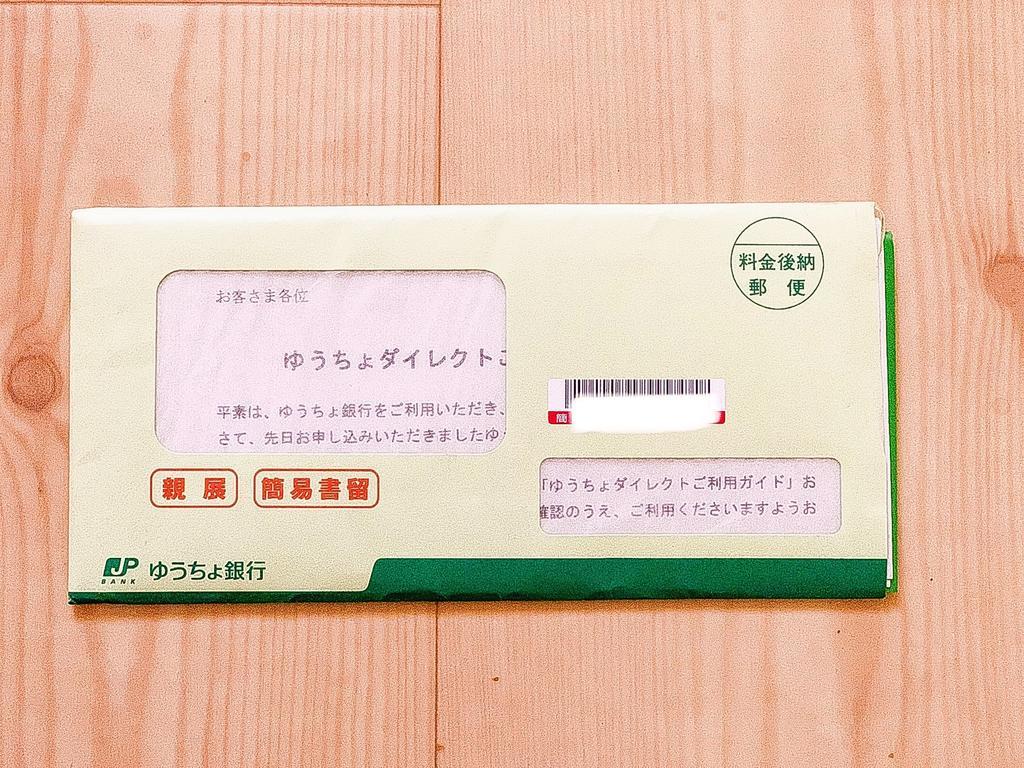 料金後納
郵便
お客さま各位
ゆうちょダイレクト
平素は、ゆうちょ銀行をご利用いただき、
さて、先日お申し込みいただきましたゆ
簡
親展
簡易書留
「ゆうちょダイレクトご利用ガイド」お
確認のうえ、ご利用くださいますようお
JP
BANK
ゆうちょ銀行